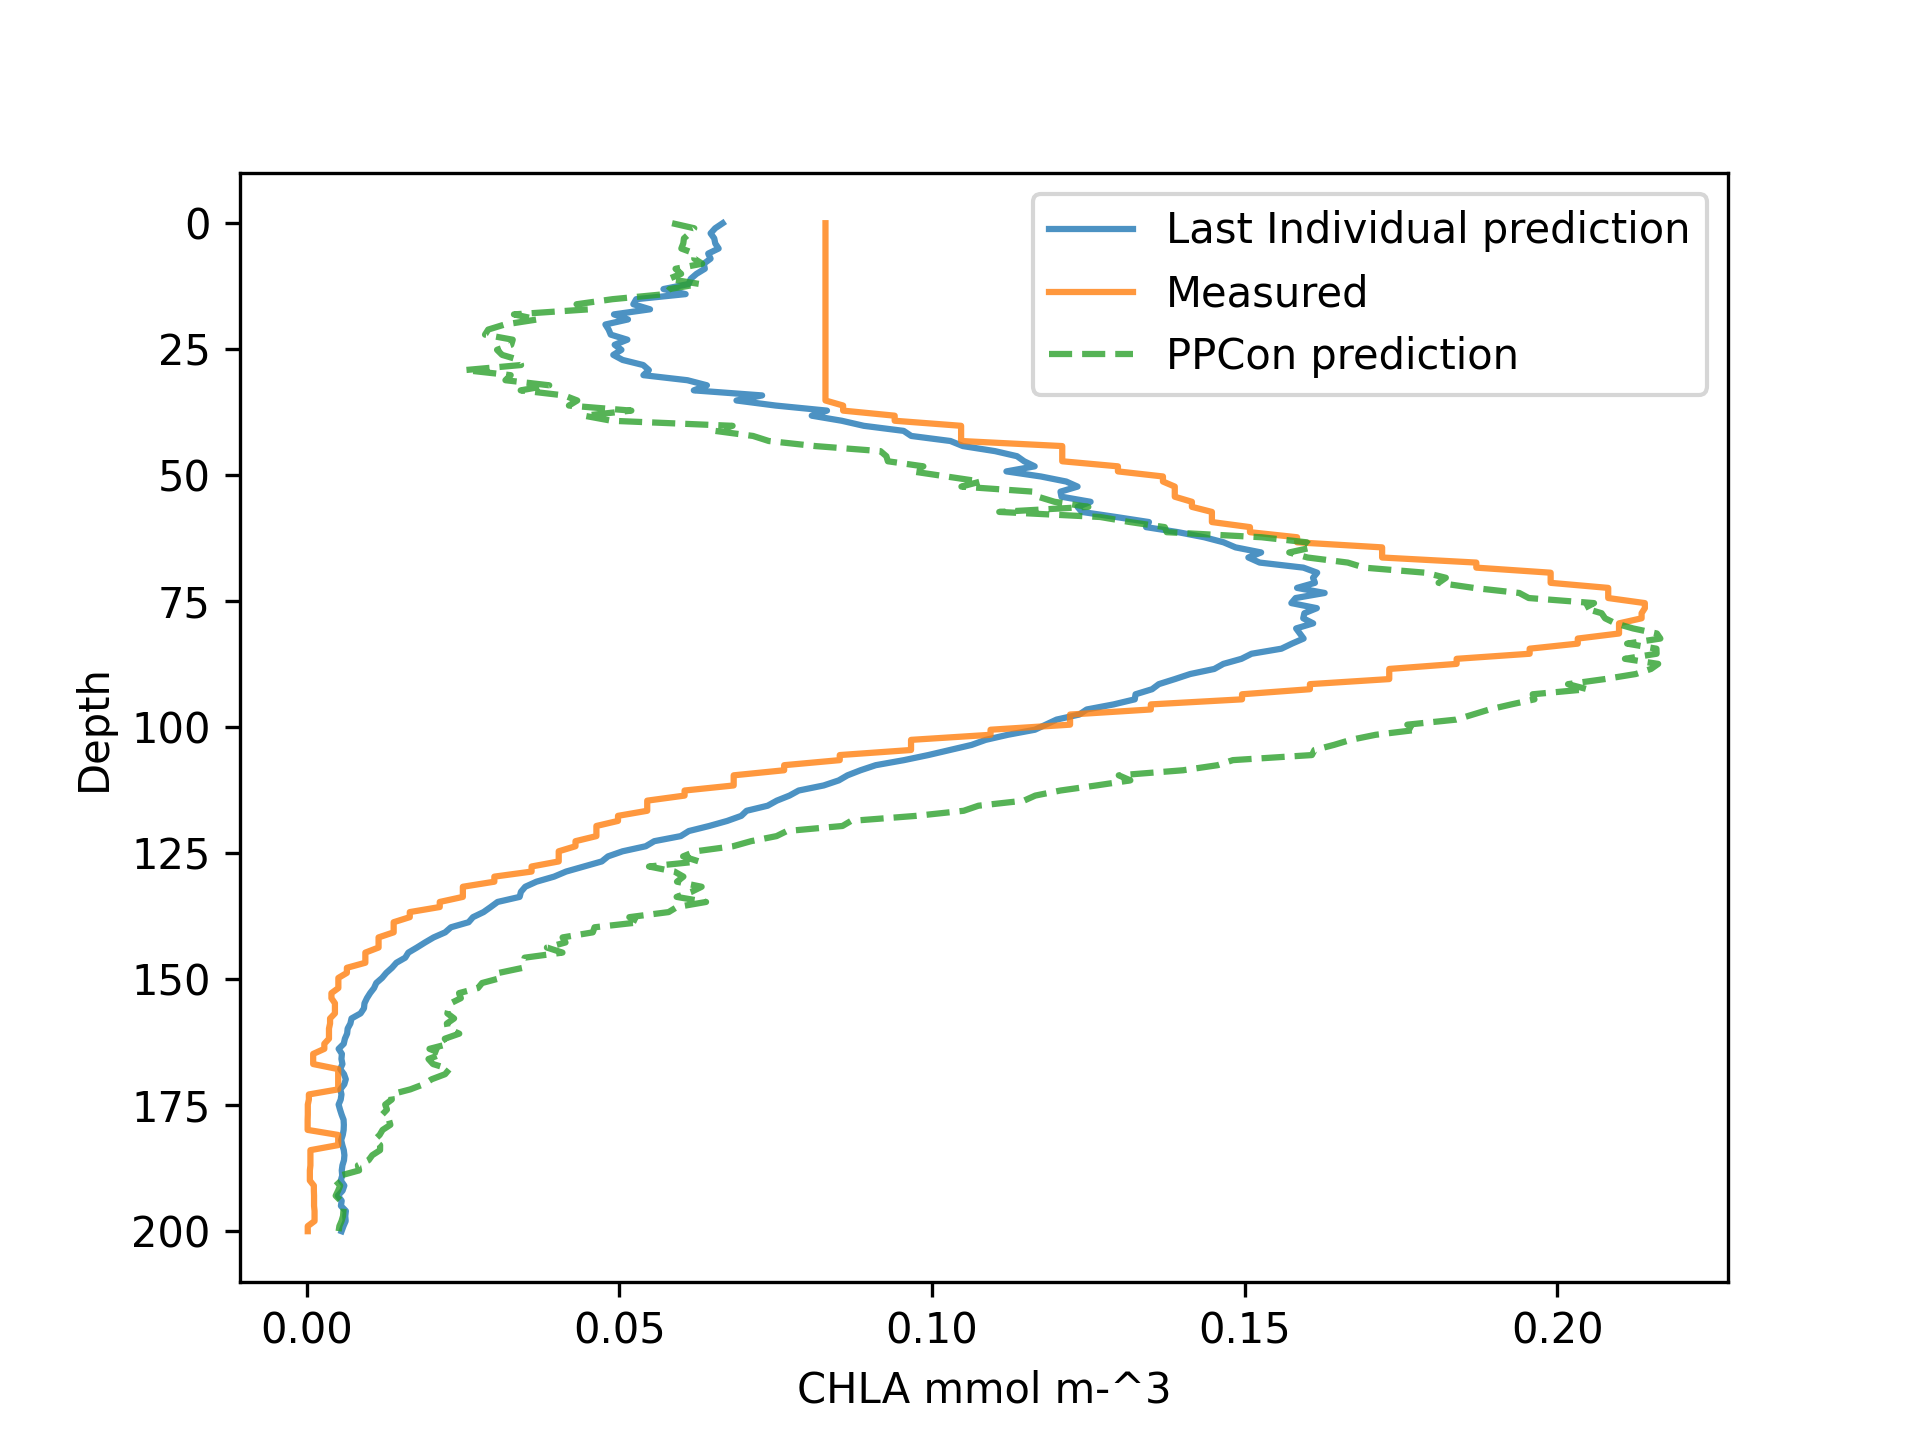 Last Individual prediction
Measured
PPCon prediction
0
25
50
75
100
125
150
175
200
Depth
0.00 0.05 0.10 0.15 0.20
CHLA mmol m-^3